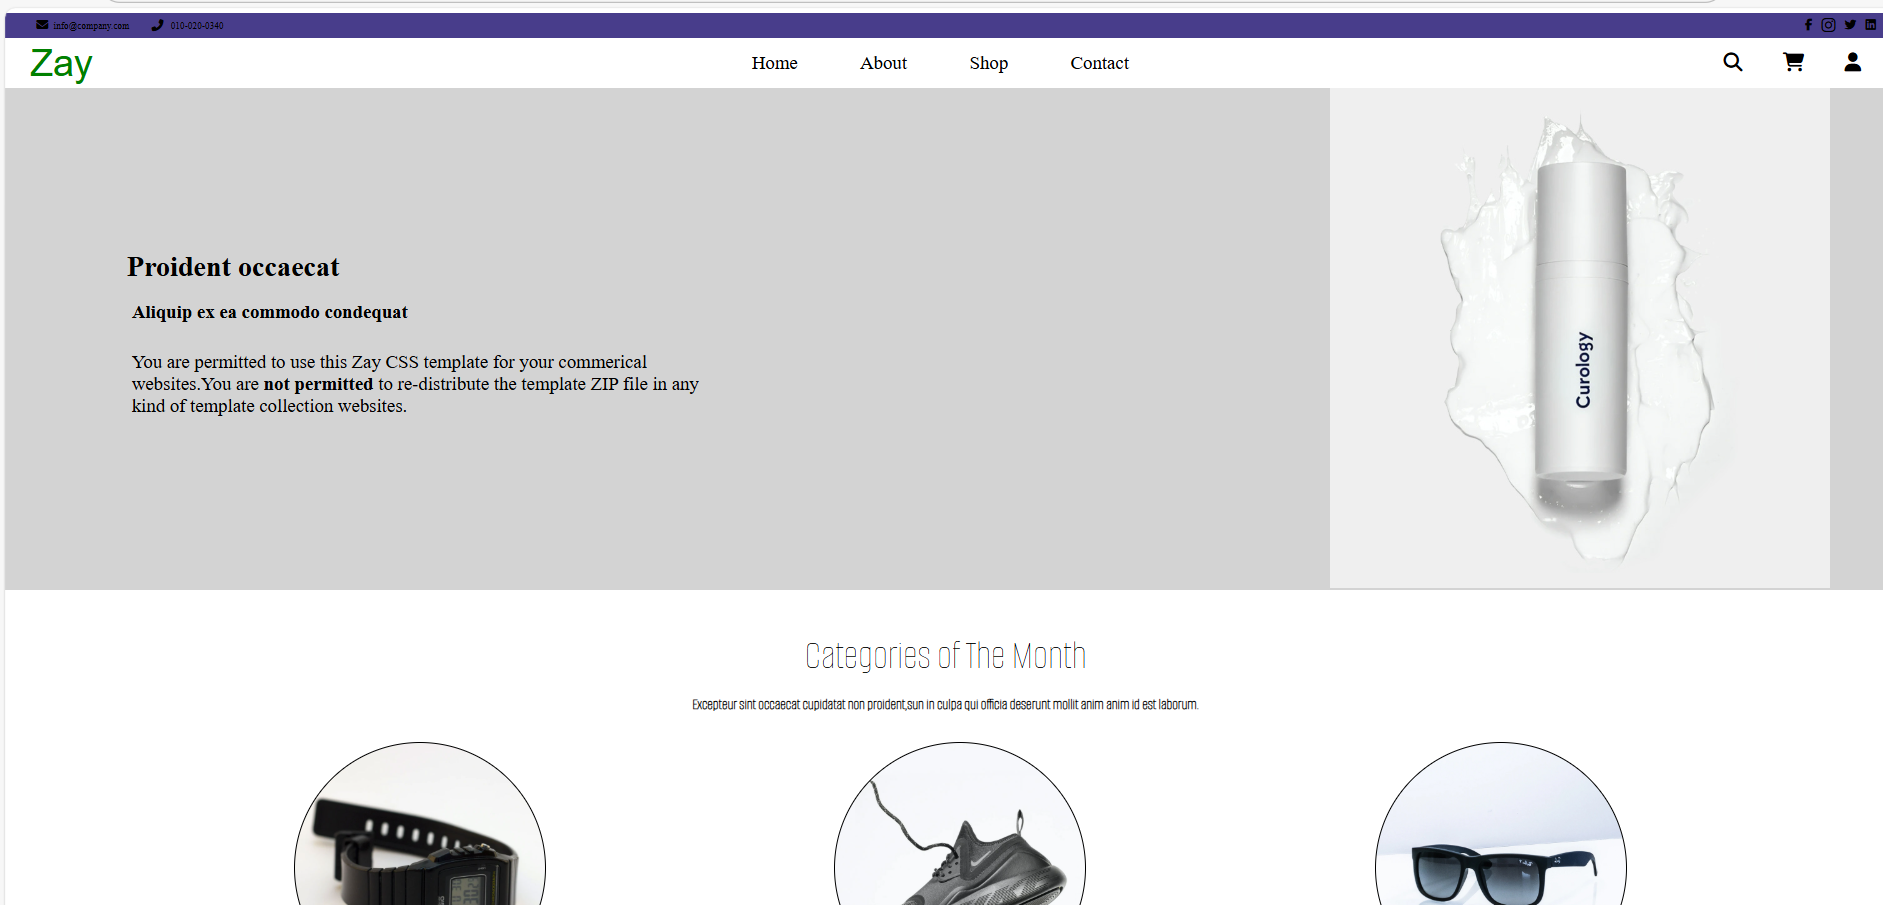 info@company.com 010-020-0340
Zay Home About Shop Contact
Proident occaecat
Aliquip ex ea commodo condequat
You are permitted to use this Zay CSS template for your commerical
websites.You are not permitted to re-distribute the template ZIP file in any
kind of template collection websites.
Curology
Categories of The Month
Excepteur sint occaecat cupidatat non proident,sun in culpa qui officia deserunt mollit anim anim id est laborum.